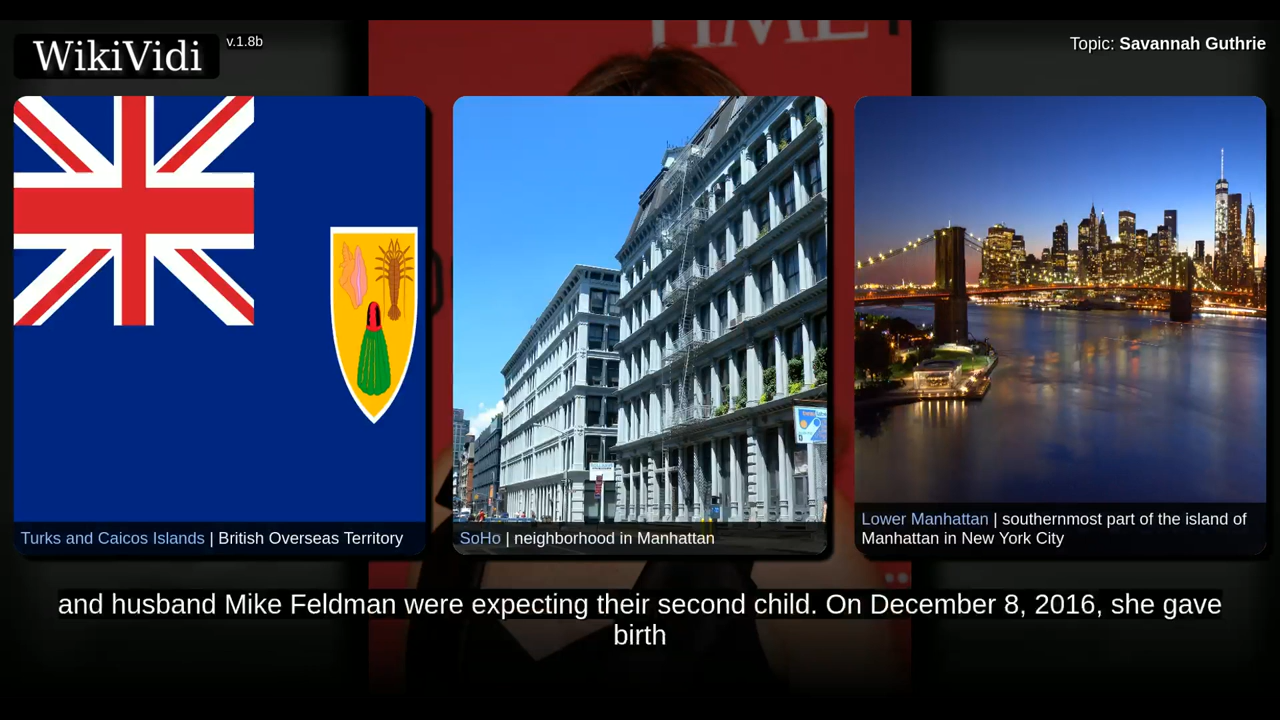 WikiVidi
v.1.8b
Topic: Savannah Guthrie
TIME
Turks and Caicos Islands | British Overseas Territory
SoHo | neighborhood in Manhattan
Lower Manhattan | southernmost part of the island of
Manhattan in New York City
and husband Mike Feldman were expecting their second child. On December 8, 2016, she gave
birth